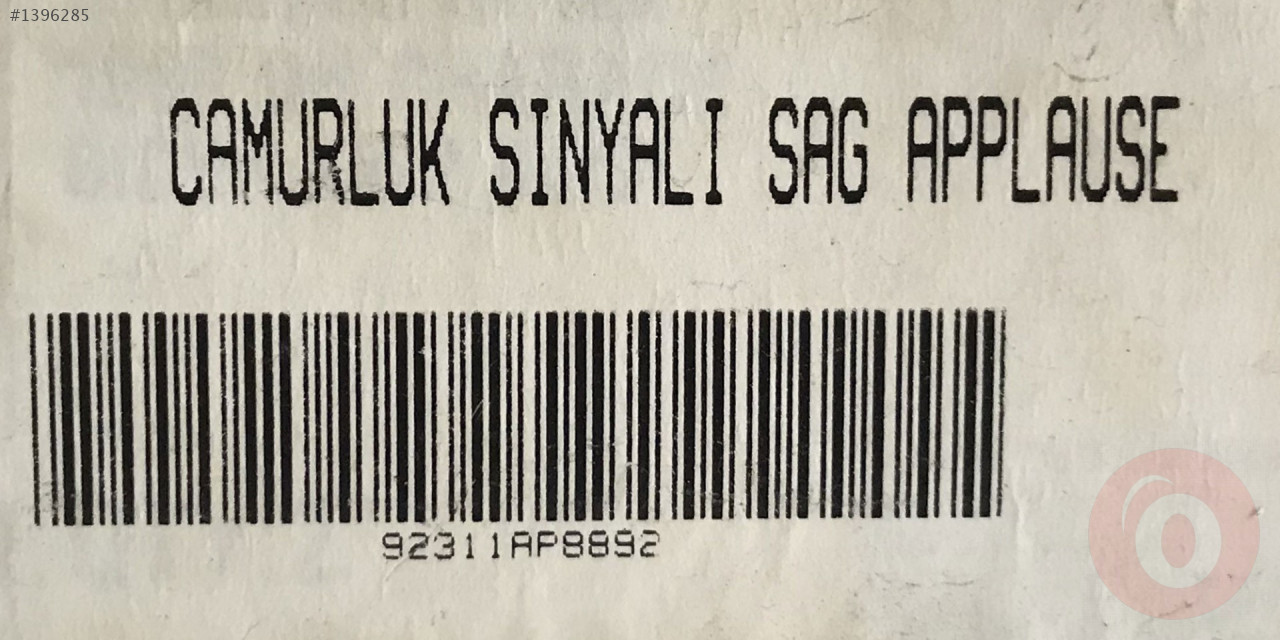 #1396285
CAMURLUK SINYALI SAG APPLAUSE
92311AP8892